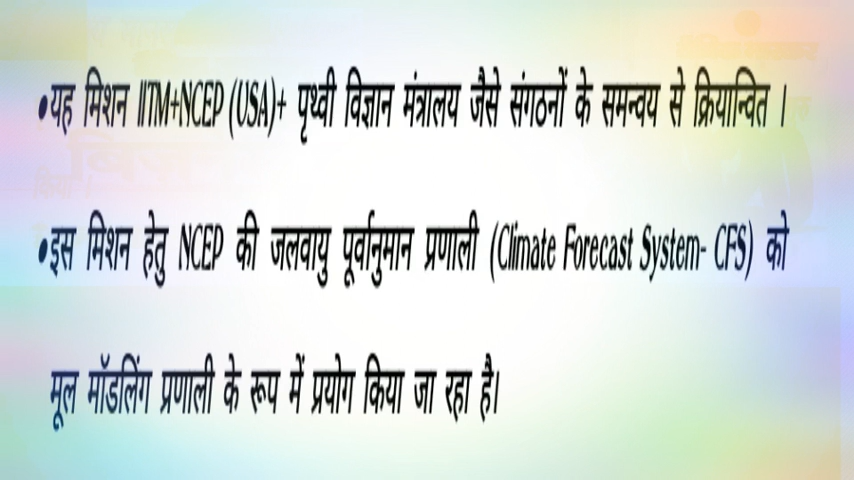 •यह मिशन IITM+NCEP (USA)+ पृथ्वी विज्ञान मंत्रालय जैसे संगठनों के समन्वय से क्रियान्वित ।
•इस मिशन हेतु NCEP की जलवायु पूर्वानुमान प्रणाली (Climate Forecast System- CFS) को
मूल मॉडलिंग प्रणाली के रूप में प्रयोग किया जा रहा है।